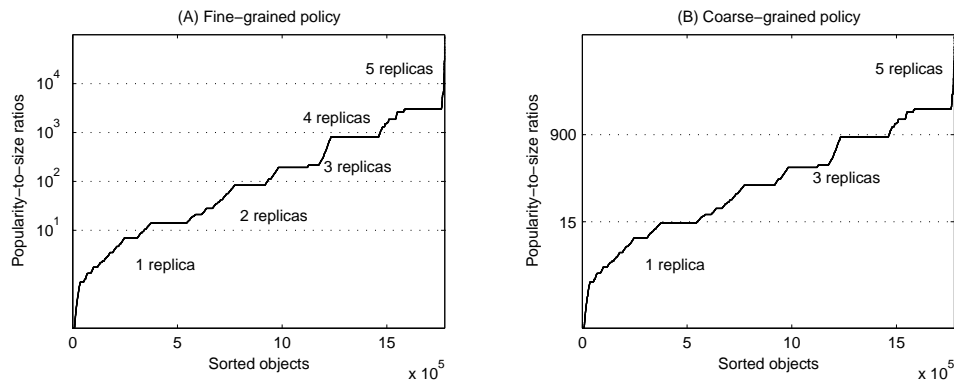 (A) Fine−grained policy
Popularity−to−size ratios
10^4
10^3
10^2
10^1
5 replicas
4 replicas
3 replicas
2 replicas
1 replica
0 5 10 15
Sorted objects
x 10^5
(B) Coarse−grained policy
Popularity−to−size ratios
900
15
5 replicas
3 replicas
1 replica
0 5 10 15
Sorted objects
x 10^5